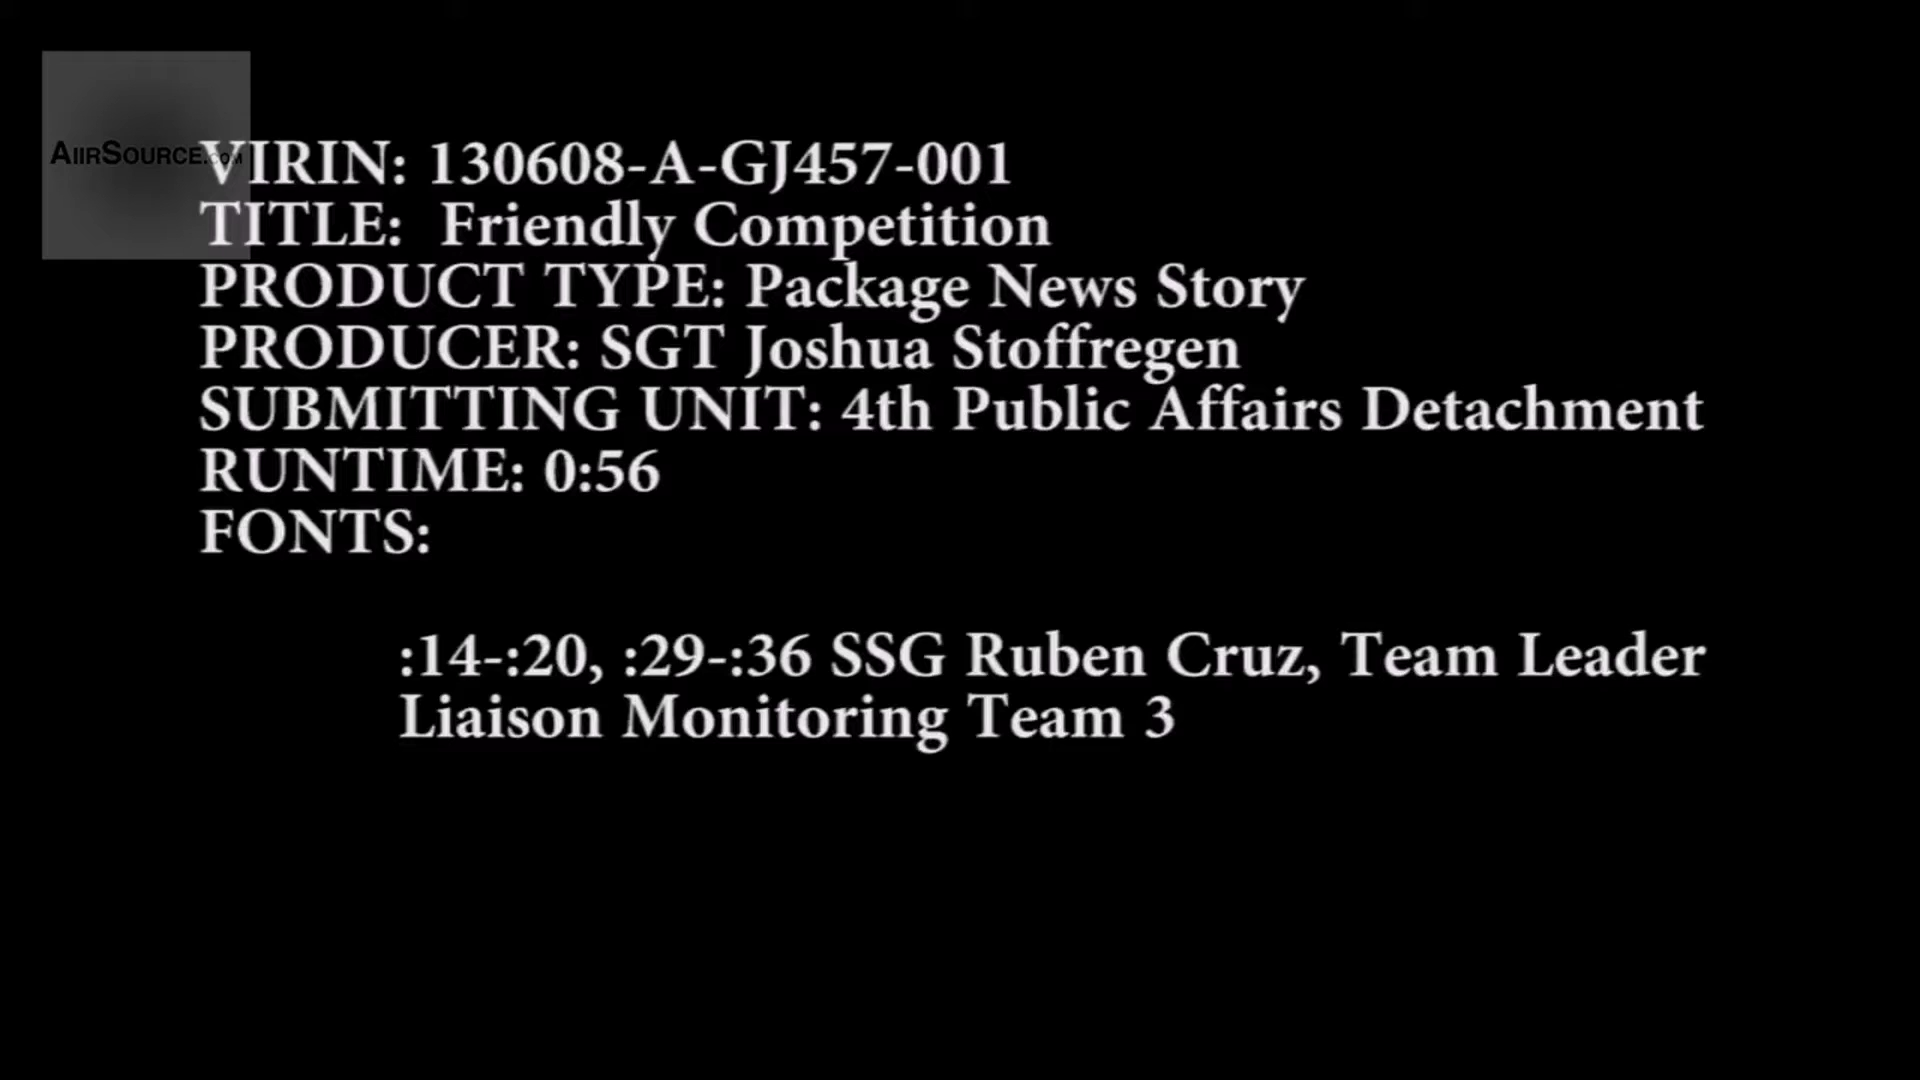 AIIRSOURCE.COM
VIRIN: 130608-A-GJ457-001
TITLE:  Friendly Competition
PRODUCT TYPE: Package News Story
PRODUCER: SGT Joshua Stoffregen
SUBMITTING UNIT: 4th Public Affairs Detachment
RUNTIME: 0:56
FONTS:
:14-:20, :29-:36 SSG Ruben Cruz, Team Leader
Liaison Monitoring Team 3